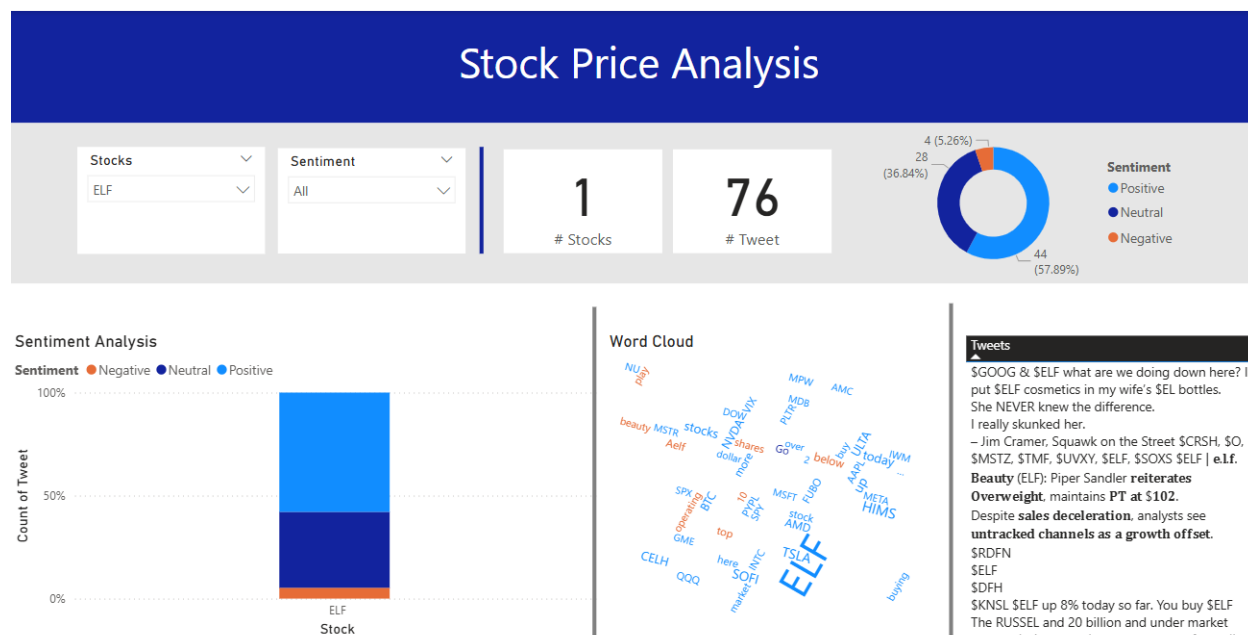 Stock Price Analysis
Stocks
ELF
Sentiment
All
1
# Stocks
76
# Tweet
4 (5.26%)
28
(36.84%)
44
(57.89%)
Sentiment
Positive
Neutral
Negative
Sentiment Analysis
Sentiment Negative Neutral Positive
100%
50%
0%
Count of Tweet
ELF
Stock
Word Cloud
NU
play
MPW
AMC
MDB
PLTR
VIX
DOW
NVDA
beauty
MSTR
stocks
Aelf
shares
dollar
more
Go
over
2
below
buy
ULTA
today
IWM
...
AAPL
up
SPX
BTC
10
PYPL
SPY
MSFT
FUBO
META
HIMS
operating
GME
top
stock
AMD
CELH
QQQ
here
INTC
SOFI
market
TSLA
ELF
buying
Tweets
$GOOG & $ELF what are we doing down here? I
put $ELF cosmetics in my wife's $EL bottles.
She NEVER knew the difference.
I really skunked her.
– Jim Cramer, Squawk on the Street $CRSH, $O,
$MSTZ, $TMF, $UVXY, $ELF, $SOXS $ELF | e.l.f.
Beauty (ELF): Piper Sandler reiterates
Overweight, maintains PT at $102.
Despite sales deceleration, analysts see
untracked channels as a growth offset.
$RDFN
$ELF
$DFH
$KNSL $ELF up 8% today so far. You buy $ELF
The RUSSEL and 20 billion and under market